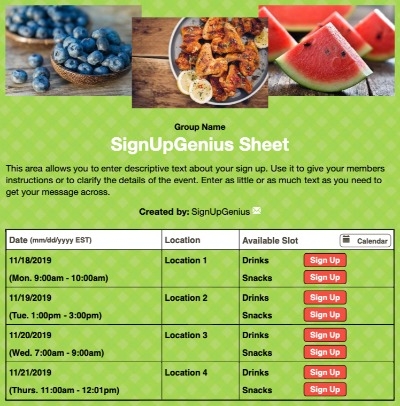 Group Name
SignUpGenius Sheet
This area allows you to enter descriptive text about your sign up. Use it to give your members
instructions or to clarify the details of the event. Enter as little or as much text as you need to
get your message across.
Created by: SignUpGenius
Date (mm/dd/yyyy EST) Location Available Slot Calendar
11/18/2019 Location 1 Drinks Sign Up
(Mon. 9:00am - 10:00am) Snacks Sign Up
11/19/2019 Location 2 Drinks Sign Up
(Tue. 1:00pm - 3:00pm) Snacks Sign Up
11/20/2019 Location 3 Drinks Sign Up
(Wed. 7:00am - 9:00am) Snacks Sign Up
11/21/2019 Location 4 Drinks Sign Up
(Thurs. 11:00am - 12:01pm) Snacks Sign Up